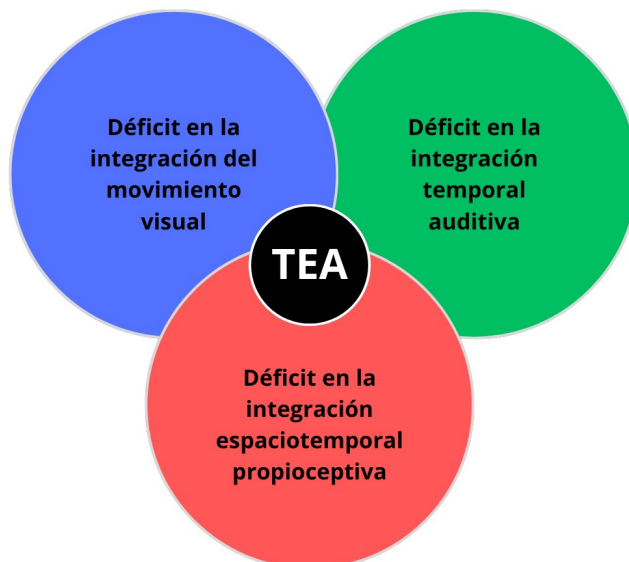 Déficit en la
integración del
movimiento
visual
Déficit en la
integración
temporal
auditiva
TEA
Déficit en la
integración
espaciotemporal
propioceptiva